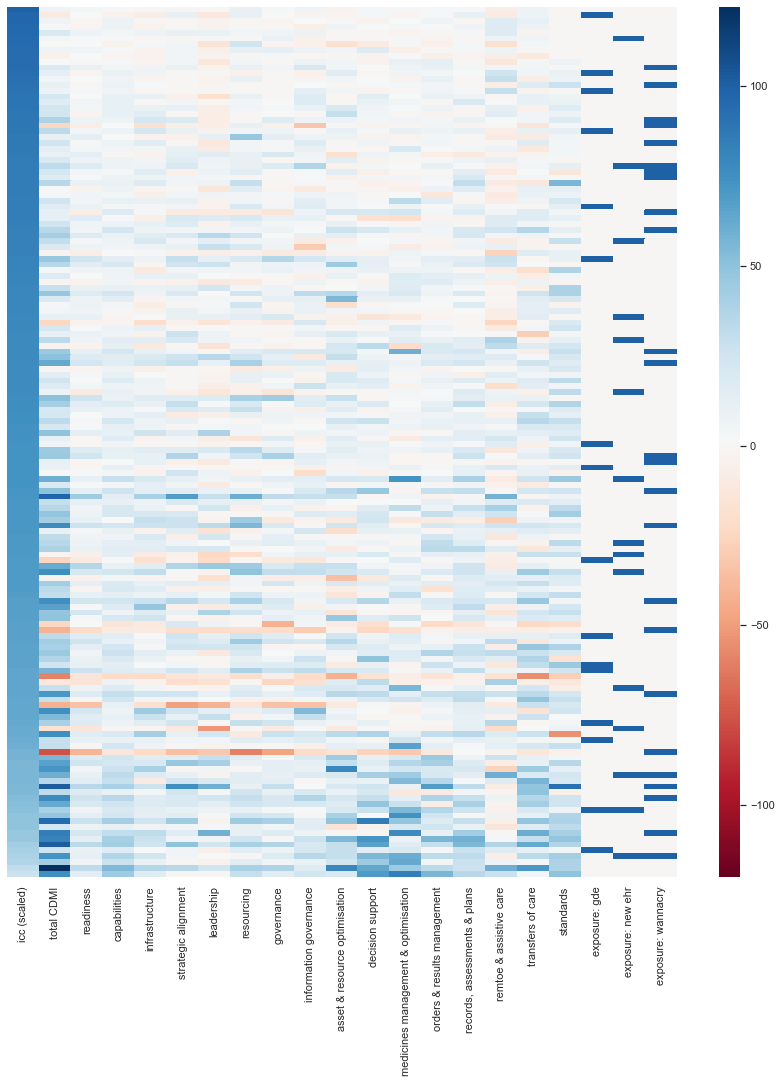 100
50
0
−50
−100
icc (scaled)
total CDMI
readiness
capabilities
infrastructure
strategic alignment
leadership
resourcing
governance
information governance
asset & resource optimisation
decision support
medicines management & optimisation
orders & results management
records, assessments & plans
remtoe & assistive care
transfers of care
standards
exposure: gde
exposure: new ehr
exposure: wannacry